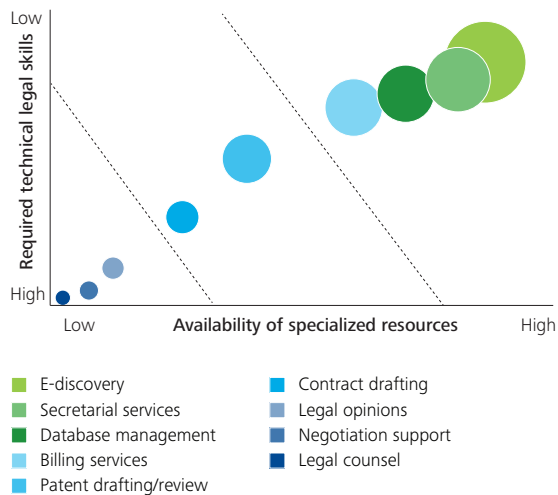 Low
Required technical legal skills
High
Low
Availability of specialized resources
High
E-discovery
Secretarial services
Database management
Billing services
Patent drafting/review
Contract drafting
Legal opinions
Negotiation support
Legal counsel